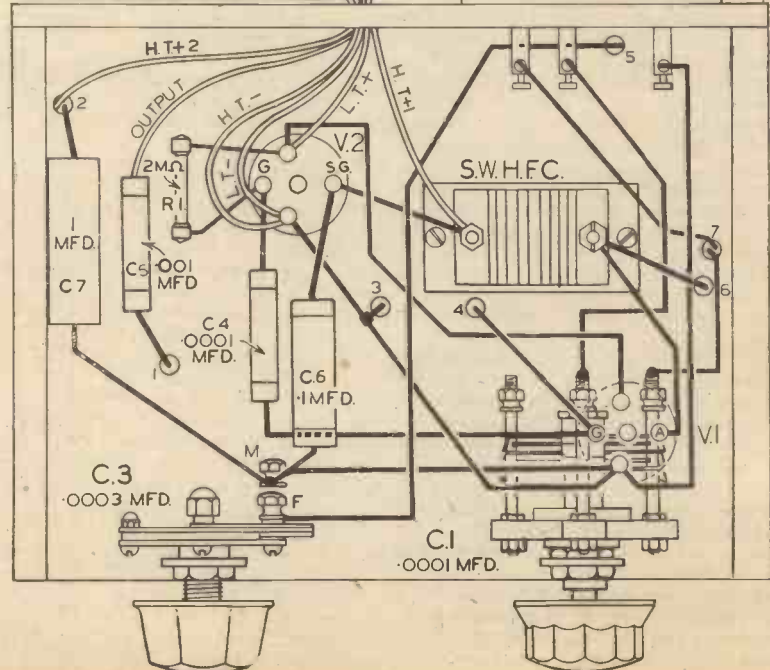 H.T.+2
OUTPUT
H.T.-
L.T.-
L.T.+
H.T.+1
5
2
2MΩ
R1.
G
S.G.
V.2
S.W.H.F.C.
7
6
1
MFD.
C7
C5
.001
MFD
C4
.0001
MFD.
C.6
.1MFD.
3
4
1
G
A
V.1
M
F
C.3
.0003 MFD.
C.1
.0001 MFD.